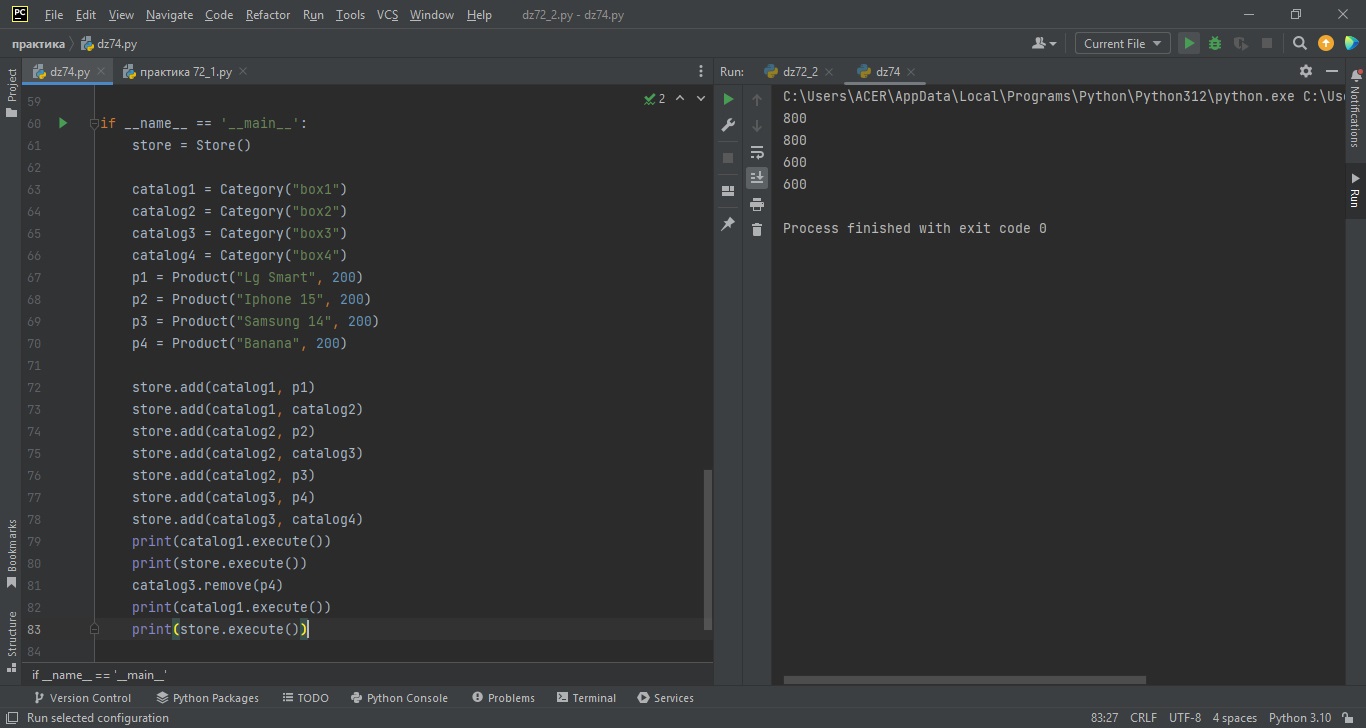 PC File Edit View Navigate Code Refactor Run Tools VCS Window Help dz72_2.py - dz74.py
практика dz74.py Current File
Project
dz74.py практика 72_1.py Run: dz72_2 dz74
Notifications
Run
59 2
60 if __name__ == '__main__':
61 store = Store()
62
63 catalog1 = Category("box1")
64 catalog2 = Category("box2")
65 catalog3 = Category("box3")
66 catalog4 = Category("box4")
67 p1 = Product("Lg Smart", 200)
68 p2 = Product("Iphone 15", 200)
69 p3 = Product("Samsung 14", 200)
70 p4 = Product("Banana", 200)
71
72 store.add(catalog1, p1)
73 store.add(catalog1, catalog2)
74 store.add(catalog2, p2)
75 store.add(catalog2, catalog3)
76 store.add(catalog2, p3)
77 store.add(catalog3, p4)
78 store.add(catalog3, catalog4)
79 print(catalog1.execute())
80 print(store.execute())
81 catalog3.remove(p4)
82 print(catalog1.execute())
83 print(store.execute())
84
if __name__ == '__main__'
C:\Users\ACER\AppData\Local\Programs\Python\Python312\python.exe
800
800
600
600
Process finished with exit code 0
Bookmarks
Structure
Version Control Python Packages TODO Python Console Problems Terminal Services
Run selected configuration 83:27 CRLF UTF-8 4 spaces Python 3.10